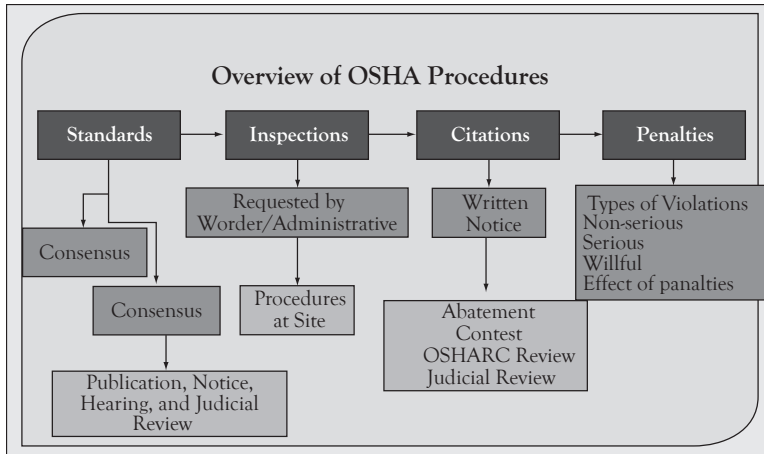 Overview of OSHA Procedures
Standards
Inspections
Citations
Penalties
Consensus
Consensus
Publication, Notice,
Hearing, and Judicial
Review
Requested by
Worder/Administrative
Procedures
at Site
Written
Notice
Abatement
Contest
OSHARC Review
Judicial Review
Types of Violations
Non-serious
Serious
Willful
Effect of panalties